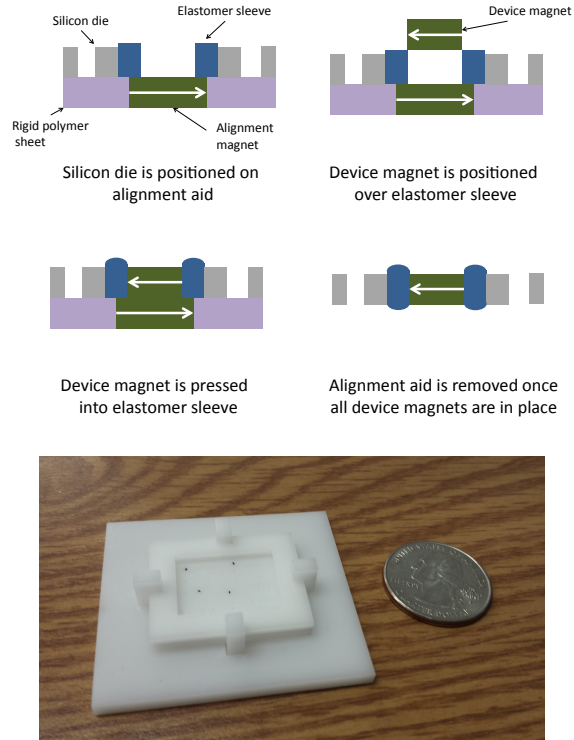 Silicon die
Elastomer sleeve
Rigid polymer
sheet
Alignment
magnet
Silicon die is positioned on
alignment aid
Device magnet
Device magnet is positioned
over elastomer sleeve
Device magnet is pressed
into elastomer sleeve
Alignment aid is removed once
all device magnets are in place